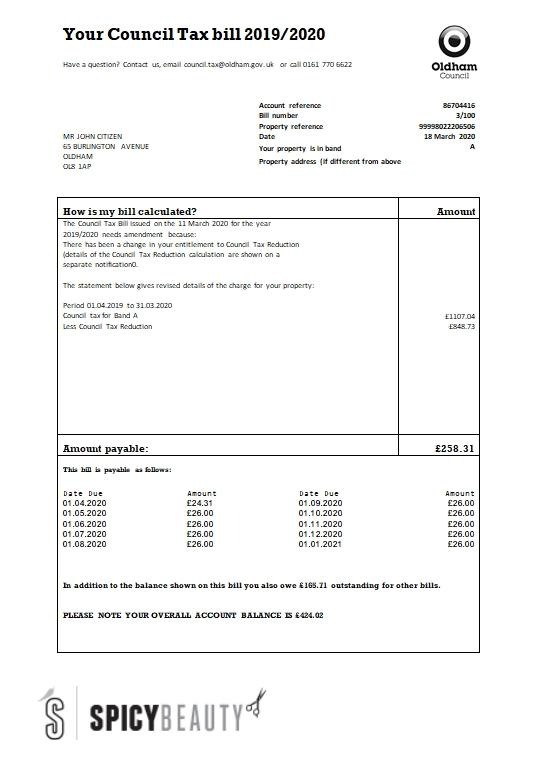 Your Council Tax bill 2019/2020
Have a question? Contact us, email council.tax@oldham.gov.uk or call 0161 770 6622
Oldham
Council
Account reference 86704416
Bill number 3/100
Property reference 99998022206506
Date 18 March 2020
Your property is in band A
Property address (if different from above
MR JOHN CITIZEN
65 BURLINGTON AVENUE
OLDHAM
OL8 1AP
How is my bill calculated? Amount
The Council Tax Bill issued on the 11 March 2020 for the year
2019/2020 needs amendment because:
There has been a change in your entitlement to Council Tax Reduction
(details of the Council Tax Reduction calculation are shown on a
separate notification0.
The statement below gives revised details of the charge for your property:
Period 01.04.2019 to 31.03.2020
Council tax for Band A £1107.04
Less Council Tax Reduction £848.73
Amount payable: £258.31
This bill is payable as follows:
Date Due Amount Date Due Amount
01.04.2020 £24.31 01.09.2020 £26.00
01.05.2020 £26.00 01.10.2020 £26.00
01.06.2020 £26.00 01.11.2020 £26.00
01.07.2020 £26.00 01.12.2020 £26.00
01.08.2020 £26.00 01.01.2021 £26.00
In addition to the balance shown on this bill you also owe £165.71 outstanding for other bills.
PLEASE NOTE YOUR OVERALL ACCOUNT BALANCE IS £424.02
S SPICYBEAUTY